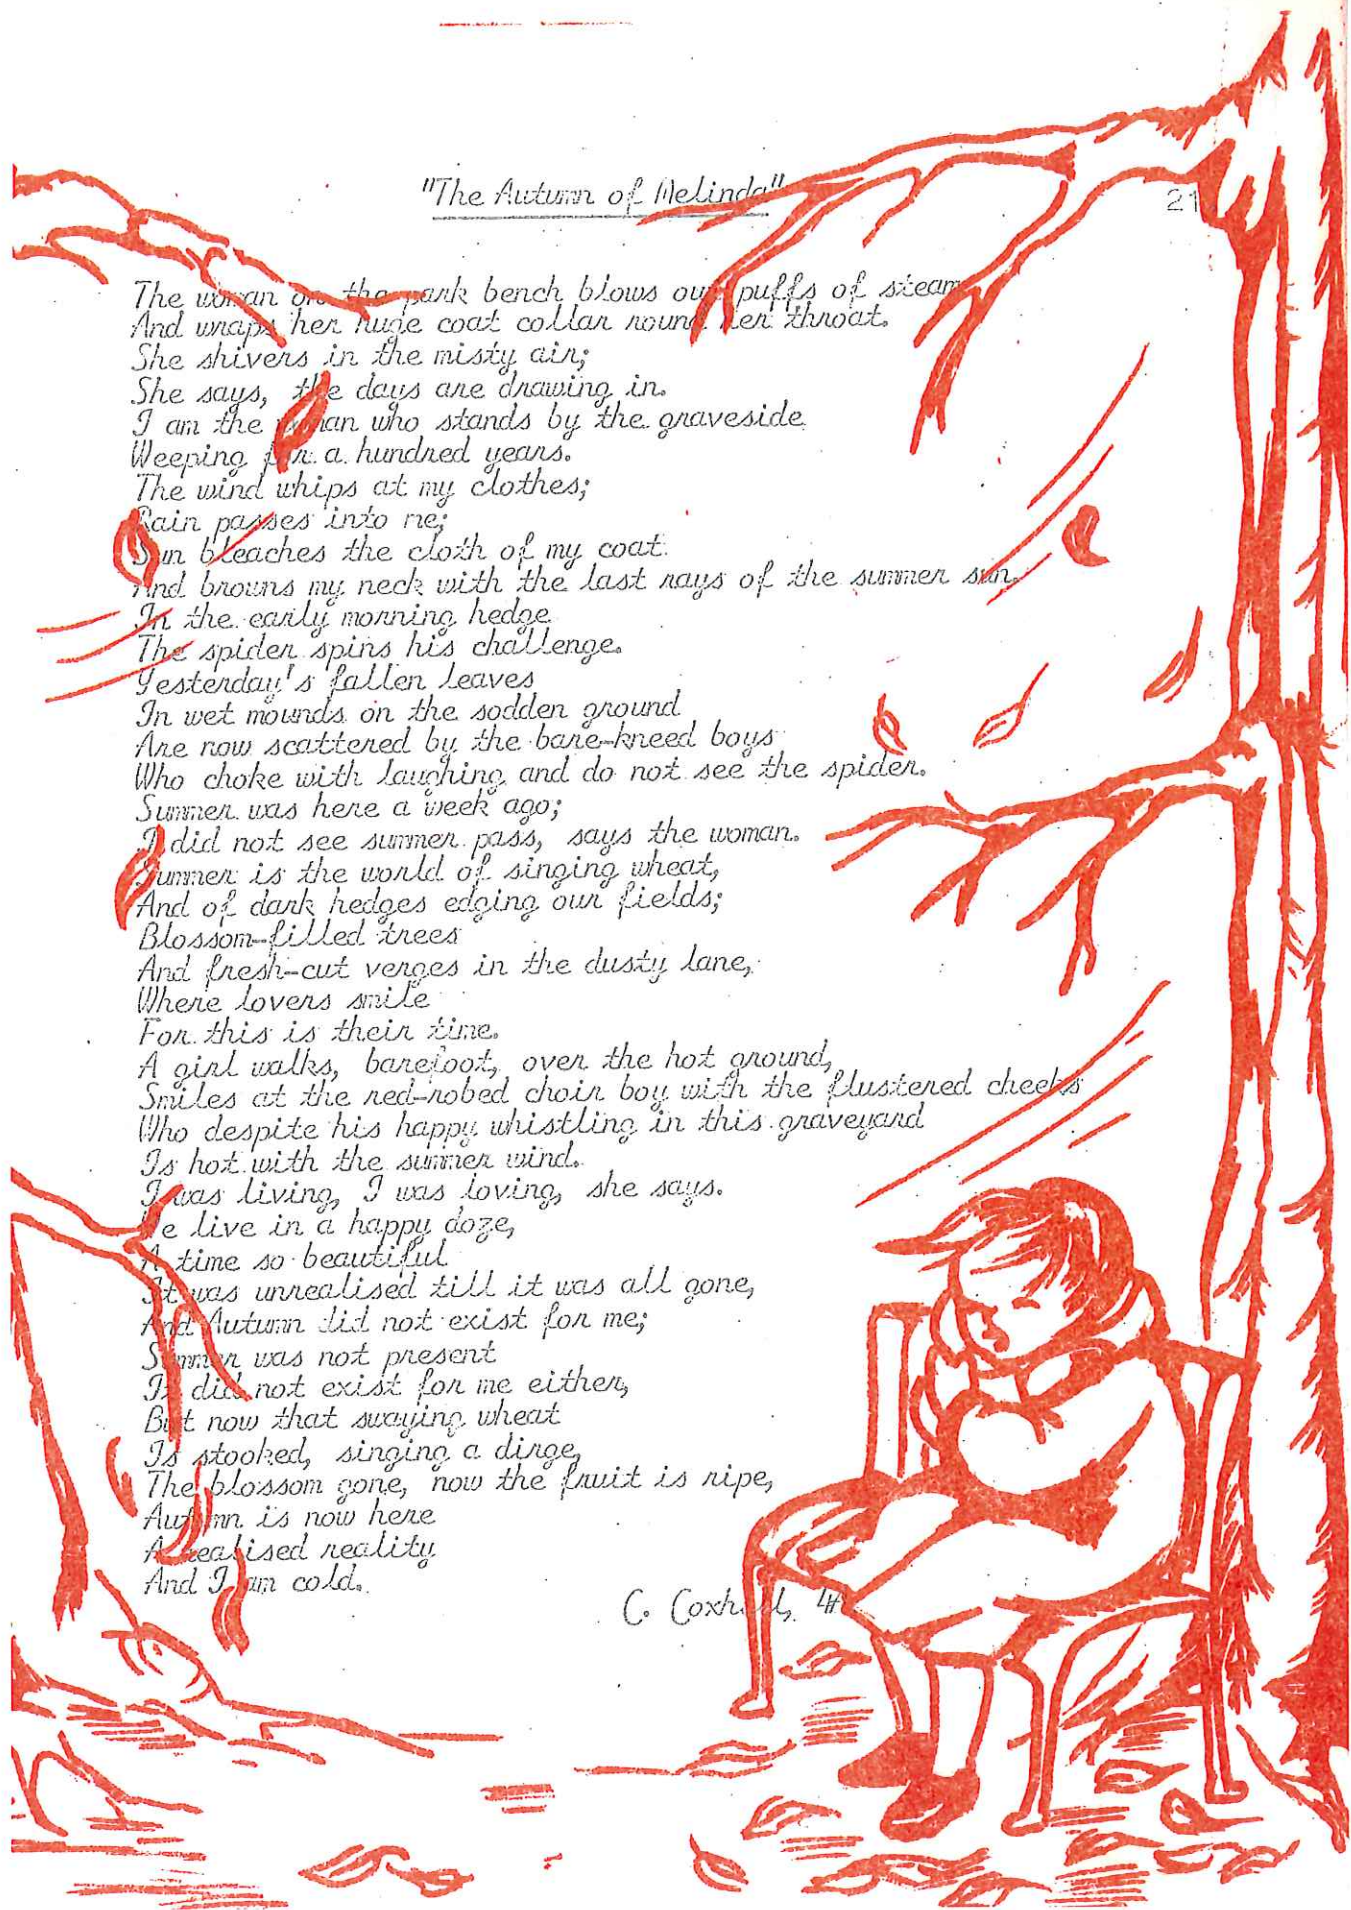 "The Autumn of Melinda"
21
The woman on the park bench blows out puffs of steam
And wraps her huge coat collar round her throat.
She shivers in the misty air;
She says, the days are drawing in.
I am the woman who stands by the graveside
Weeping for a hundred years.
The wind whips at my clothes;
Rain passes into me;
Sun bleaches the cloth of my coat
And browns my neck with the last rays of the summer sun.
In the early morning hedge
The spider spins his challenge.
Yesterday's fallen leaves
In wet mounds on the sodden ground
Are now scattered by the bare-kneed boys
Who choke with laughing and do not see the spider.
Summer was here a week ago;
I did not see summer pass, says the woman.
Summer is the world of singing wheat,
And of dark hedges edging our fields;
Blossom-filled trees
And fresh-cut verges in the dusty lane,
Where lovers smile
For this is their time.
A girl walks, barefoot, over the hot ground,
Smiles at the red-robed choir boy with the flustered cheeks
Who despite his happy whistling in this graveyard
Is hot with the summer wind.
I was living, I was loving, she says.
We live in a happy doze,
A time so beautiful
It was unrealised till it was all gone,
And Autumn did not exist for me;
Summer was not present
It did not exist for me either,
But now that swaying wheat
Is stooked, singing a dirge,
The blossom gone, now the fruit is ripe,
Autumn is now here
A realised reality
And I am cold.
C.